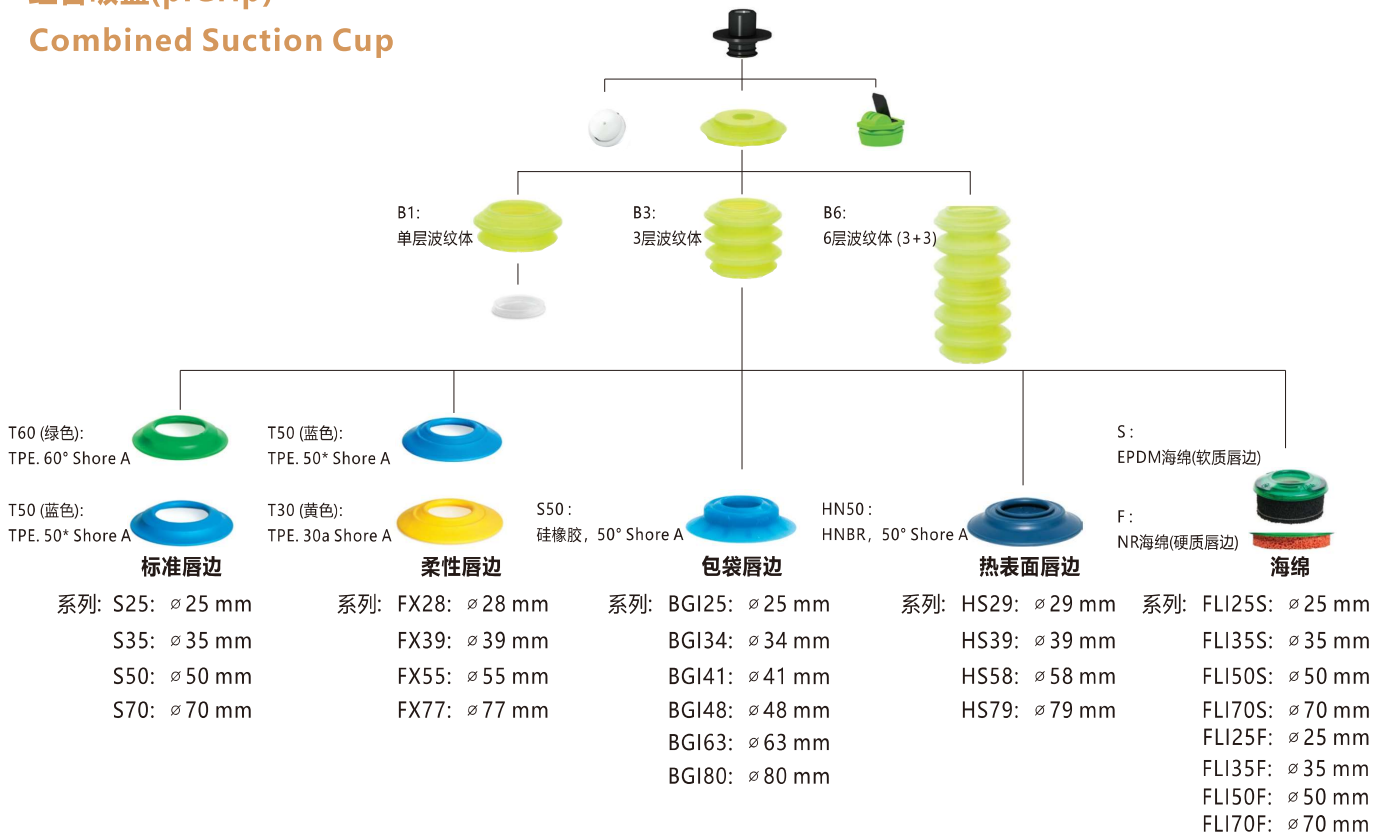 Combined Suction Cup
B1:
单层波纹体
B3:
3层波纹体
B6:
6层波纹体 (3+3)
T60 (绿色):
TPE. 60° Shore A
T50 (蓝色):
TPE. 50* Shore A
T50 (蓝色):
TPE. 50* Shore A
T30 (黄色):
TPE. 30a Shore A
S50 :
硅橡胶，50° Shore A
HN50 :
HNBR，50° Shore A
S :
EPDM海绵(软质唇边)
F :
NR海绵(硬质唇边)
标准唇边
系列: S25: ⌀ 25 mm
S35: ⌀ 35 mm
S50: ⌀ 50 mm
S70: ⌀ 70 mm
柔性唇边
系列: FX28: ⌀ 28 mm
FX39: ⌀ 39 mm
FX55: ⌀ 55 mm
FX77: ⌀ 77 mm
包袋唇边
系列: BGI25: ⌀ 25 mm
BGI34: ⌀ 34 mm
BGI41: ⌀ 41 mm
BGI48: ⌀ 48 mm
BGI63: ⌀ 63 mm
BGI80: ⌀ 80 mm
热表面唇边
系列: HS29: ⌀ 29 mm
HS39: ⌀ 39 mm
HS58: ⌀ 58 mm
HS79: ⌀ 79 mm
海绵
系列: FLI25S: ⌀ 25 mm
FLI35S: ⌀ 35 mm
FLI50S: ⌀ 50 mm
FLI70S: ⌀ 70 mm
FLI25F: ⌀ 25 mm
FLI35F: ⌀ 35 mm
FLI50F: ⌀ 50 mm
FLI70F: ⌀ 70 mm